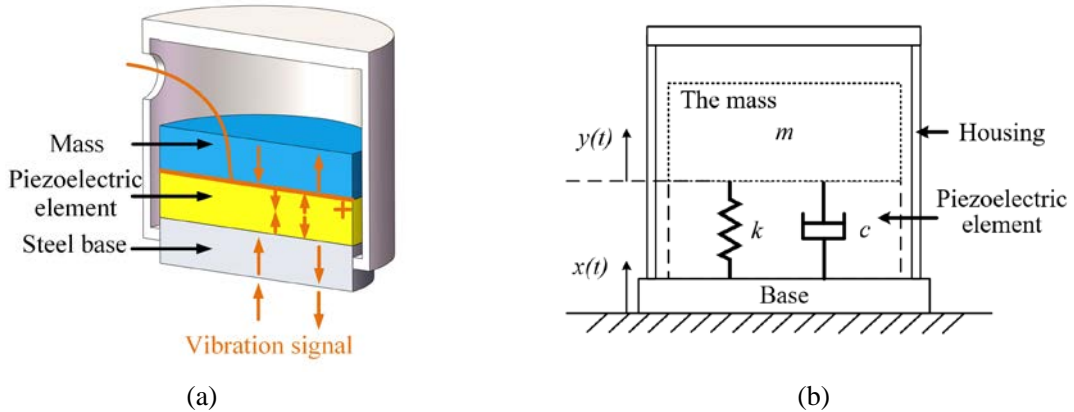 Mass
Piezoelectric
element
Steel base
+
Vibration signal
(a)
The mass
m
y(t)
Housing
Piezoelectric
element
k
c
x(t)
Base
(b)